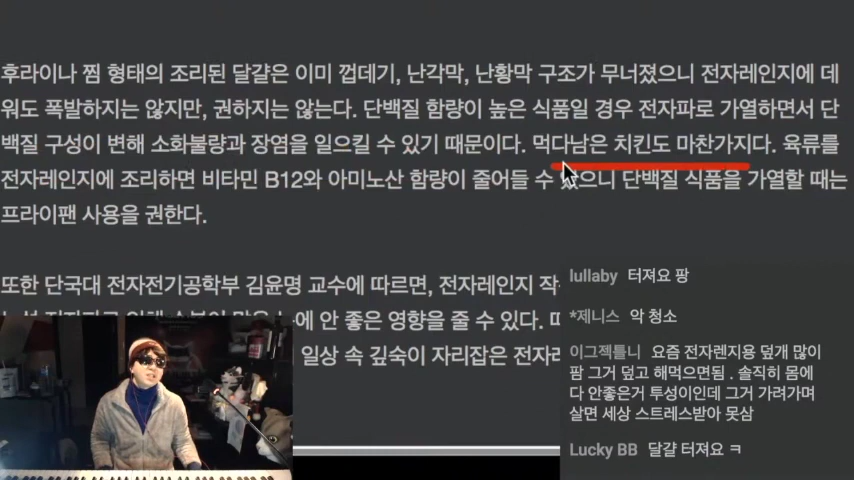 후라이나 찜 형태의 조리된 달걀은 이미 껍데기, 난각막, 난황막 구조가 무너졌으니 전자레인지에 데
워도 폭발하지는 않지만, 권하지는 않는다. 단백질 함량이 높은 식품일 경우 전자파로 가열하면서 단
백질 구성이 변해 소화불량과 장염을 일으킬 수 있기 때문이다. 먹다남은 치킨도 마찬가지다. 육류를
전자레인지에 조리하면 비타민 B12와 아미노산 함량이 줄어들 수 있으니 단백질 식품을 가열할 때는
프라이팬 사용을 권한다.
또한 단국대 전자전기공학부 김윤명 교수에 따르면, 전자레인지 작
에 안 좋은 영향을 줄 수 있다.
일상 속 깊숙이 자리잡은 전자레
lullaby 터져요 팡
*제니스 악 청소
이그젝틀니 요즘 전자렌지용 덮개 많이
팜 그거 덮고 해먹으면됨 . 솔직히 몸에
다 안좋은거 투성이인데 그거 가려가며
살면 세상 스트레스받아 못삼
Lucky BB 달걀 터져요 ㅋ